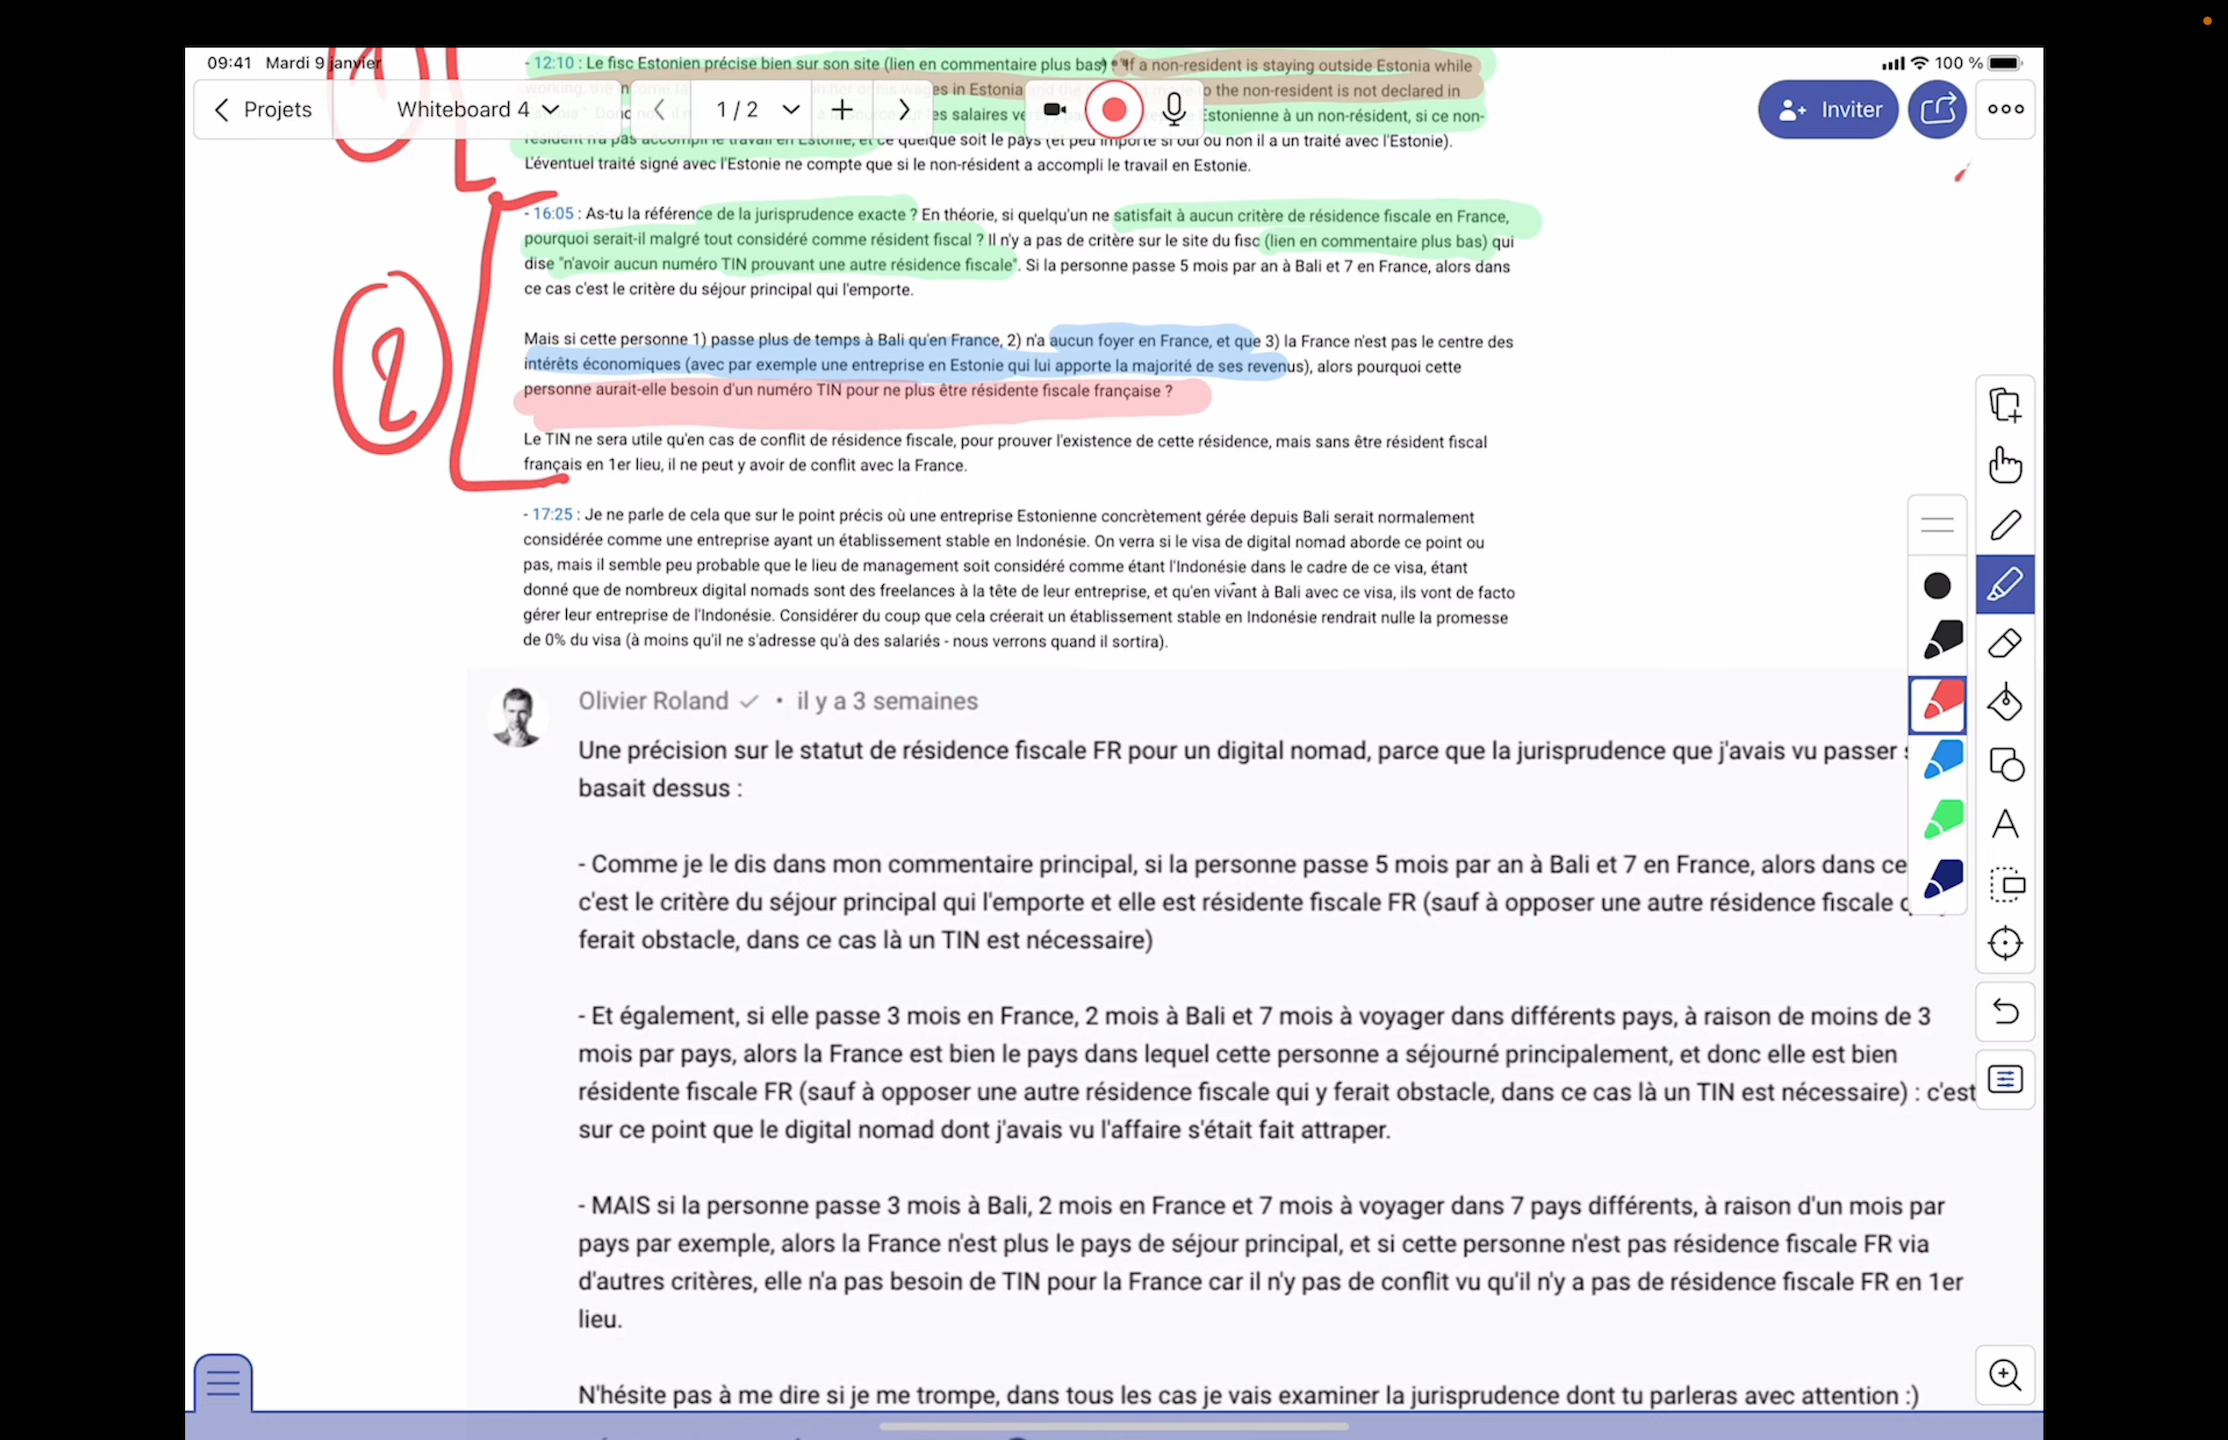 09:41 Mardi 9 janvier
100 %
- 12:10 : Le fisc Estonien précise bien sur son site (lien en commentaire plus bas) : "If a non-resident is staying outside Estonia while
ges in Estonia
o the non-resident is not declared in
Projets
Whiteboard 4
1 / 2
Inviter
es salaires
Estonienne à un non-résident, si ce non-
résident n'a pas accompli le travail en Estonie, et ce quelque soit le pays (et peu importe si oui ou non il a un traité avec l'Estonie).
L'éventuel traité signé avec l'Estonie ne compte que si le non-résident a accompli le travail en Estonie.
- 16:05 : As-tu la référence de la jurisprudence exacte ? En théorie, si quelqu'un ne satisfait à aucun critère de résidence fiscale en France,
pourquoi serait-il malgré tout considéré comme résident fiscal ? Il n'y a pas de critère sur le site du fisc (lien en commentaire plus bas) qui
dise "n'avoir aucun numéro TIN prouvant une autre résidence fiscale". Si la personne passe 5 mois par an à Bali et 7 en France, alors dans
ce cas c'est le critère du séjour principal qui l'emporte.
2
Mais si cette personne 1) passe plus de temps à Bali qu'en France, 2) n'a aucun foyer en France, et que 3) la France n'est pas le centre des
intérêts économiques (avec par exemple une entreprise en Estonie qui lui apporte la majorité de ses revenus), alors pourquoi cette
personne aurait-elle besoin d'un numéro TIN pour ne plus être résidente fiscale française ?
Le TIN ne sera utile qu'en cas de conflit de résidence fiscale, pour prouver l'existence de cette résidence, mais sans être résident fiscal
français en 1er lieu, il ne peut y avoir de conflit avec la France.
- 17:25 : Je ne parle de cela que sur le point précis où une entreprise Estonienne concrètement gérée depuis Bali serait normalement
considérée comme une entreprise ayant un établissement stable en Indonésie. On verra si le visa de digital nomad aborde ce point ou
pas, mais il semble peu probable que le lieu de management soit considéré comme étant l'Indonésie dans le cadre de ce visa, étant
donné que de nombreux digital nomads sont des freelances à la tête de leur entreprise, et qu'en vivant à Bali avec ce visa, ils vont de facto
gérer leur entreprise de l'Indonésie. Considérer du coup que cela créerait un établissement stable en Indonésie rendrait nulle la promesse
de 0% du visa (à moins qu'il ne s'adresse qu'à des salariés - nous verrons quand il sortira).
Olivier Roland • il y a 3 semaines
Une précision sur le statut de résidence fiscale FR pour un digital nomad, parce que la jurisprudence que j'avais vu passer
basait dessus :
- Comme je le dis dans mon commentaire principal, si la personne passe 5 mois par an à Bali et 7 en France, alors dans ce
c'est le critère du séjour principal qui l'emporte et elle est résidente fiscale FR (sauf à opposer une autre résidence fiscale
ferait obstacle, dans ce cas là un TIN est nécessaire)
- Et également, si elle passe 3 mois en France, 2 mois à Bali et 7 mois à voyager dans différents pays, à raison de moins de 3
mois par pays, alors la France est bien le pays dans lequel cette personne a séjourné principalement, et donc elle est bien
résidente fiscale FR (sauf à opposer une autre résidence fiscale qui y ferait obstacle, dans ce cas là un TIN est nécessaire) : c'est
sur ce point que le digital nomad dont j'avais vu l'affaire s'était fait attraper.
- MAIS si la personne passe 3 mois à Bali, 2 mois en France et 7 mois à voyager dans 7 pays différents, à raison d'un mois par
pays par exemple, alors la France n'est plus le pays de séjour principal, et si cette personne n'est pas résidence fiscale FR via
d'autres critères, elle n'a pas besoin de TIN pour la France car il n'y pas de conflit vu qu'il n'y a pas de résidence fiscale FR en 1er
lieu.
N'hésite pas à me dire si je me trompe, dans tous les cas je vais examiner la jurisprudence dont tu parleras avec attention :)